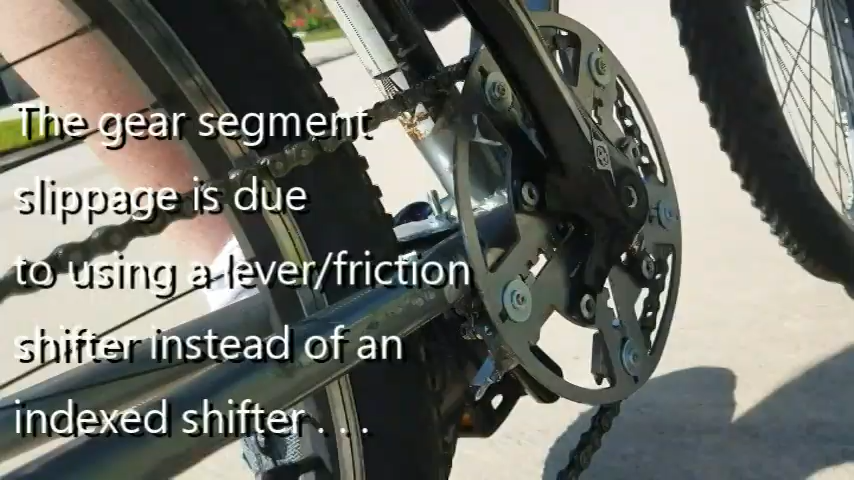 The gear segment
slippage is due
to using a lever/friction
shifter instead of an
indexed shifter . . .